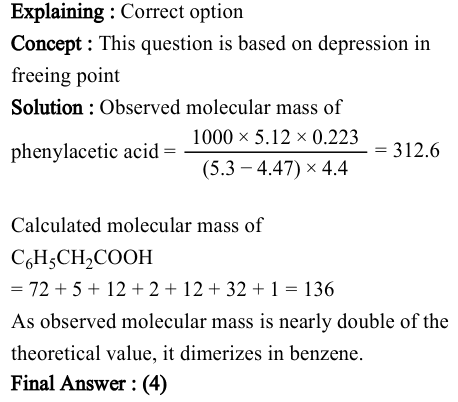 Explaining : Correct option
Concept : This question is based on depression in
freeing point
Solution : Observed molecular mass of
phenylacetic acid = \frac{1000 × 5.12 × 0.223}{(5.3 − 4.47) × 4.4} = 312.6
Calculated molecular mass of
C₆H₅CH₂COOH
= 72 + 5 + 12 + 2 + 12 + 32 + 1 = 136
As observed molecular mass is nearly double of the
theoretical value, it dimerizes in benzene.
Final Answer : (4)